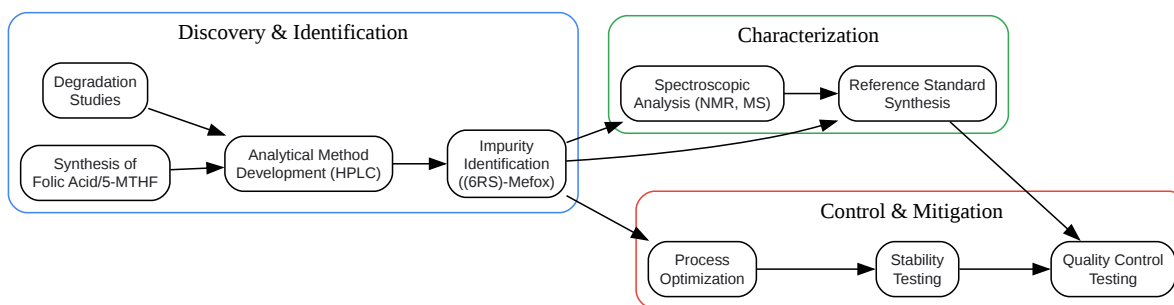 Discovery & Identification
Degradation
Studies
Synthesis of
Folic Acid/5-MTHF
Analytical Method
Development (HPLC)
Impurity
Identification
((6RS)-Mefox)
Characterization
Spectroscopic
Analysis (NMR, MS)
Reference Standard
Synthesis
Control & Mitigation
Process
Optimization
Stability
Testing
Quality Control
Testing